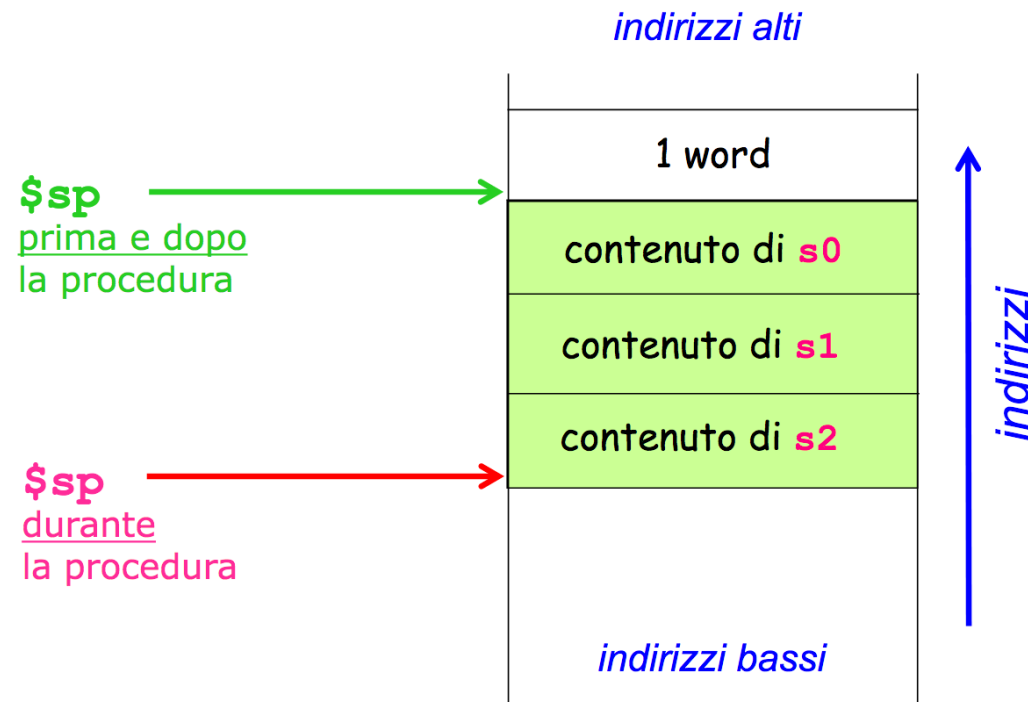 indirizzi alti
1 word
$sp
prima e dopo
la procedura
contenuto di s0
contenuto di s1
contenuto di s2
$sp
durante
la procedura
indirizzi bassi
indirizzi